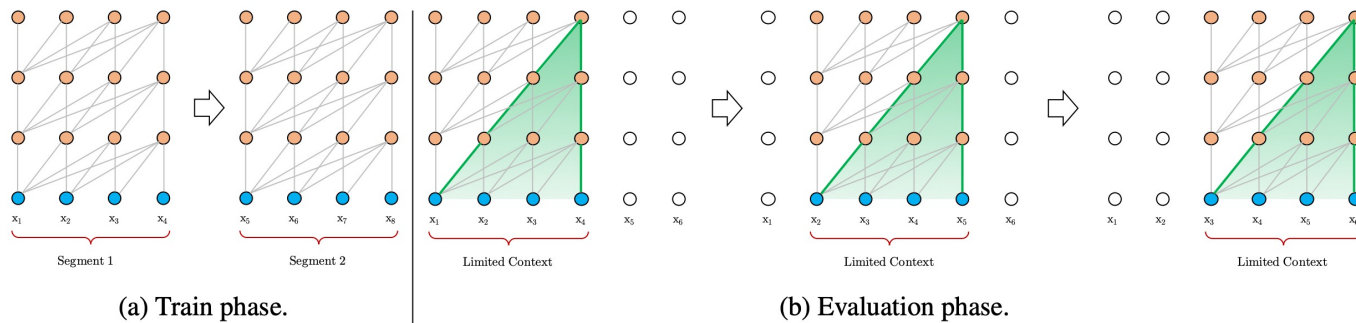 x₁ x₂ x₃ x₄ x₅ x₆ x₇ x₈ x₁ x₂ x₃ x₄ x₅ x₆ x₁ x₂ x₃ x₄ x₅ x₆ x₁ x₂ x₃ x₄ x₅
Segment 1 Segment 2 Limited Context Limited Context Limited Context
(a) Train phase. (b) Evaluation phase.